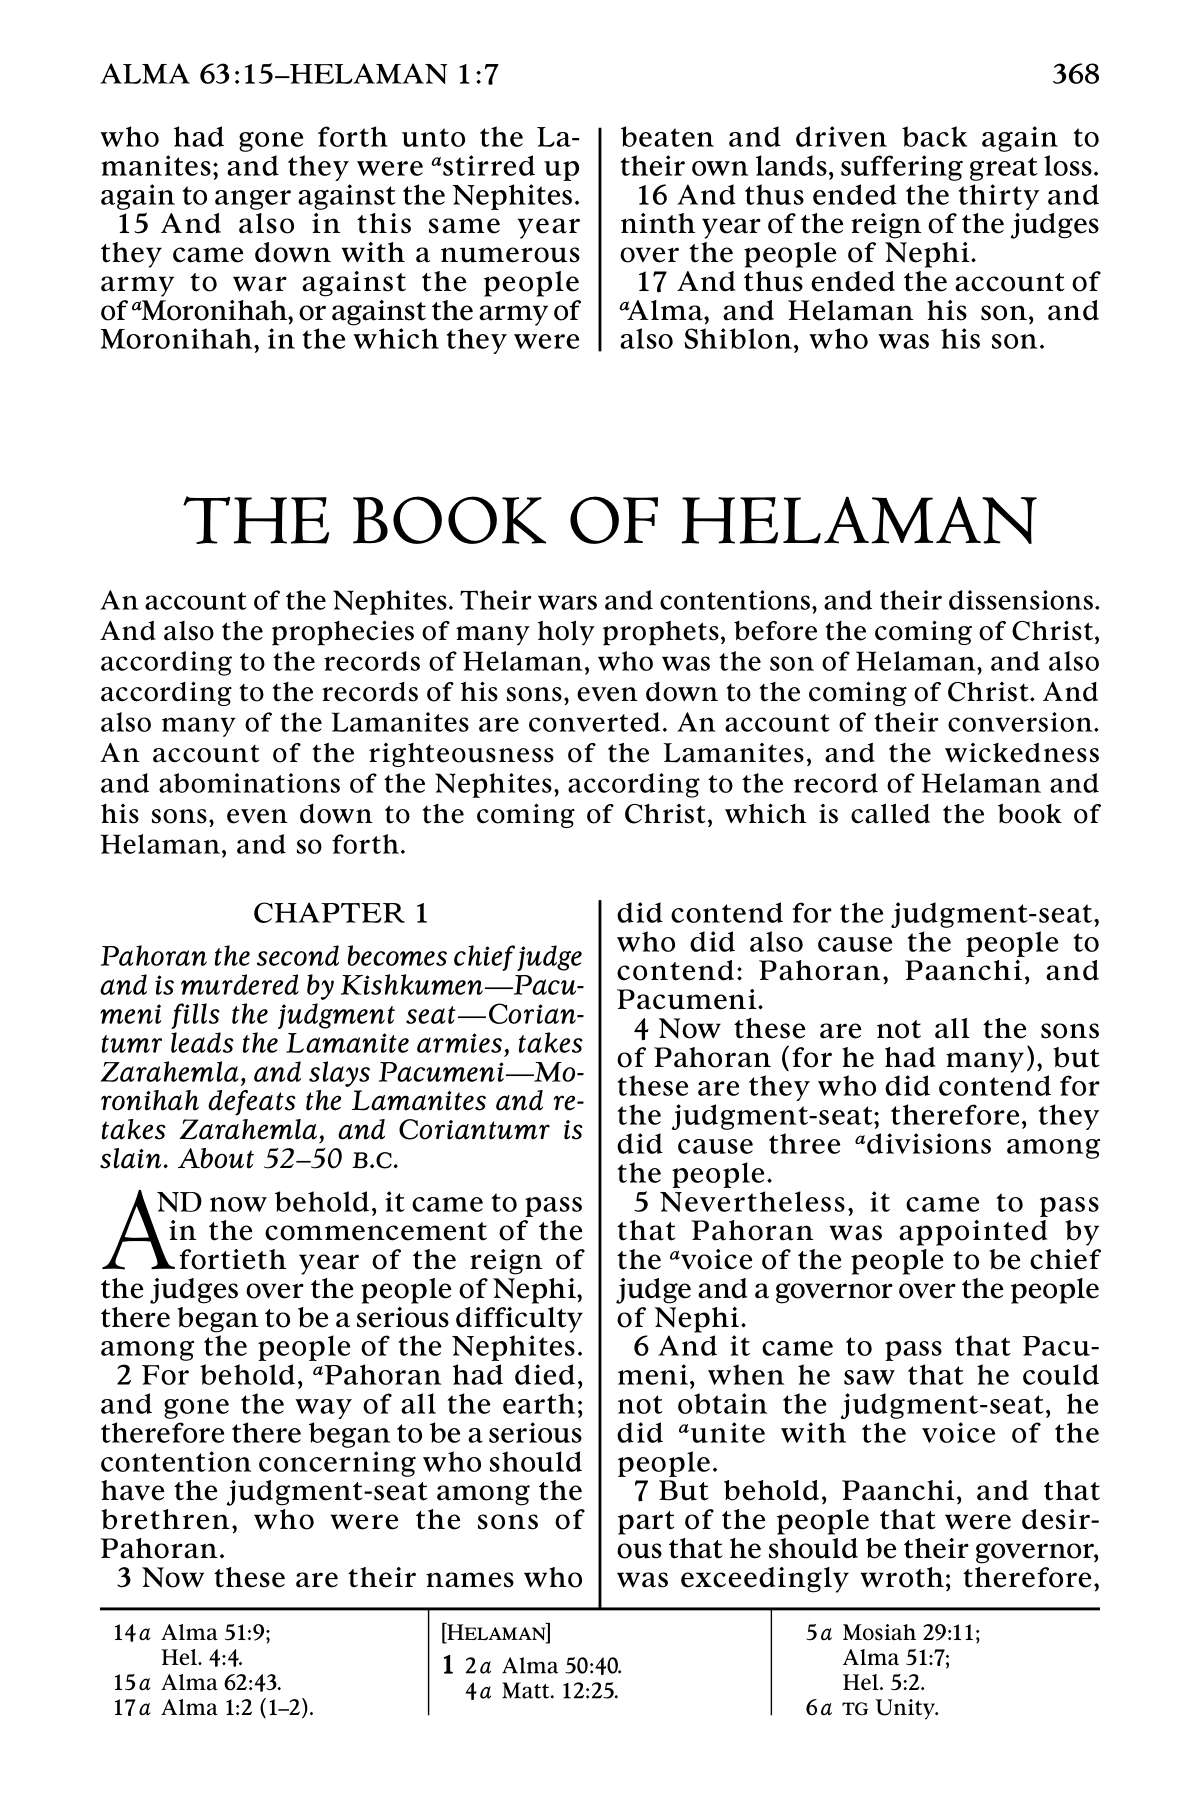 ALMA 63:15–HELAMAN 1:7 368
who had gone forth unto the La-
manites; and they were astirred up
again to anger against the Nephites.
15 And also in this same year
they came down with a numerous
army to war against the people
of aMoronihah, or against the army of
Moronihah, in the which they were
beaten and driven back again to
their own lands, suffering great loss.
16 And thus ended the thirty and
ninth year of the reign of the judges
over the people of Nephi.
17 And thus ended the account of
aAlma, and Helaman his son, and
also Shiblon, who was his son.
THE BOOK OF HELAMAN
An account of the Nephites. Their wars and contentions, and their dissensions.
And also the prophecies of many holy prophets, before the coming of Christ,
according to the records of Helaman, who was the son of Helaman, and also
according to the records of his sons, even down to the coming of Christ. And
also many of the Lamanites are converted. An account of their conversion.
An account of the righteousness of the Lamanites, and the wickedness
and abominations of the Nephites, according to the record of Helaman and
his sons, even down to the coming of Christ, which is called the book of
Helaman, and so forth.
CHAPTER 1
Pahoran the second becomes chief judge
and is murdered by Kishkumen—Pacu-
meni fills the judgment seat—Corian-
tumr leads the Lamanite armies, takes
Zarahemla, and slays Pacumeni—Mo-
ronihah defeats the Lamanites and re-
takes Zarahemla, and Coriantumr is
slain. About 52–50 B.C.
AND now behold, it came to pass
in the commencement of the
fortieth year of the reign of
the judges over the people of Nephi,
there began to be a serious difficulty
among the people of the Nephites.
2 For behold, aPahoran had died,
and gone the way of all the earth;
therefore there began to be a serious
contention concerning who should
have the judgment-seat among the
brethren, who were the sons of
Pahoran.
3 Now these are their names who
did contend for the judgment-seat,
who did also cause the people to
contend: Pahoran, Paanchi, and
Pacumeni.
4 Now these are not all the sons
of Pahoran (for he had many), but
these are they who did contend for
the judgment-seat; therefore, they
did cause three adivisions among
the people.
5 Nevertheless, it came to pass
that Pahoran was appointed by
the avoice of the people to be chief
judge and a governor over the people
of Nephi.
6 And it came to pass that Pacu-
meni, when he saw that he could
not obtain the judgment-seat, he
did aunite with the voice of the
people.
7 But behold, Paanchi, and that
part of the people that were desir-
ous that he should be their governor,
was exceedingly wroth; therefore,
14a Alma 51:9;
Hel. 4:4.
15a Alma 62:43.
17a Alma 1:2 (1–2).
[HELAMAN]
1 2a Alma 50:40.
4a Matt. 12:25.
5a Mosiah 29:11;
Alma 51:7;
Hel. 5:2.
6a TG Unity.